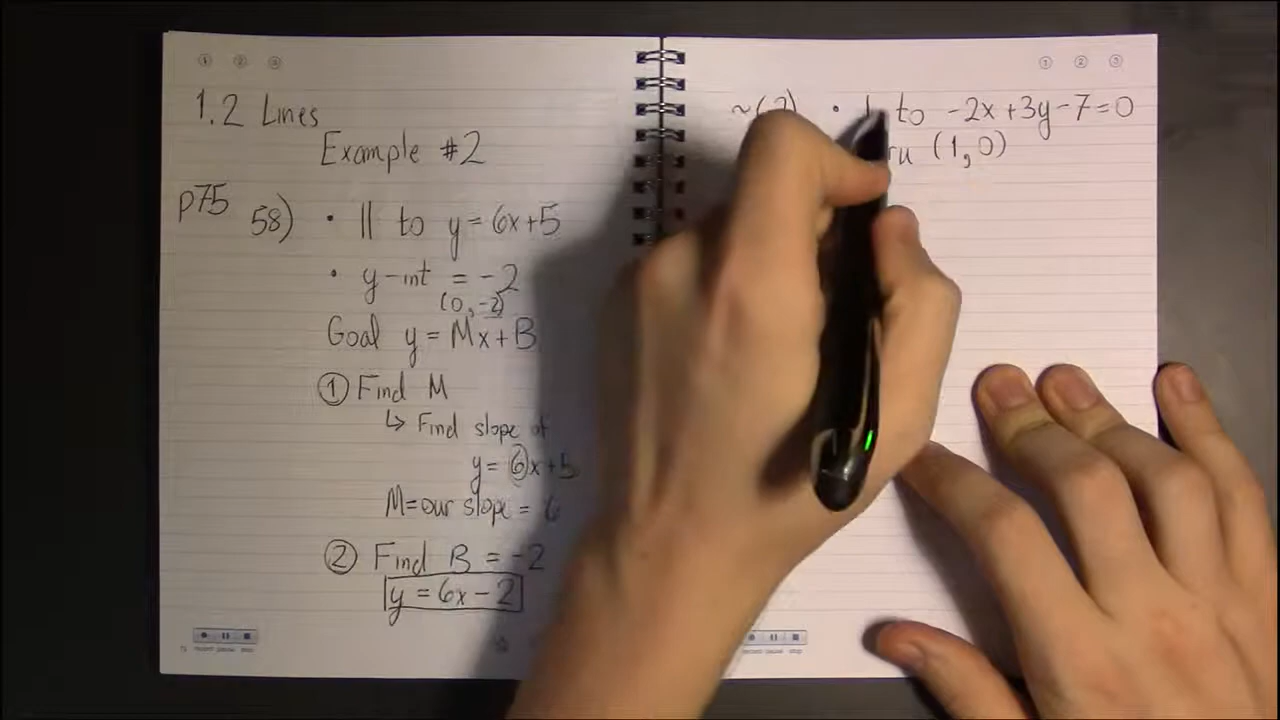 1.2 Lines
Example #2
p75 58) • || to y = 6x+5
• y-int = -2
(0, -2)
Goal y = Mx + B
① Find M
↳ Find slope of
y = 6x+5
M=our slope =
② Find B = -2
y = 6x - 2
• to -2x +3y -7=0
(1, 0)